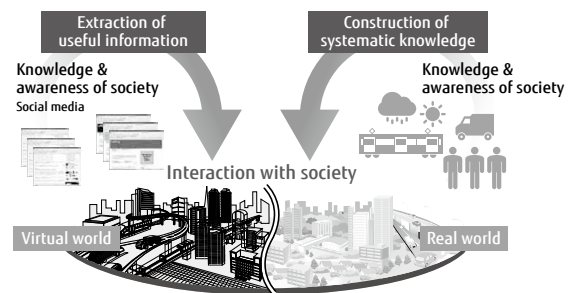 Extraction of
useful information
Construction of
systematic knowledge
Knowledge &
awareness of society
Social media
Knowledge &
awareness of society
Interaction with society
Virtual world
Real world